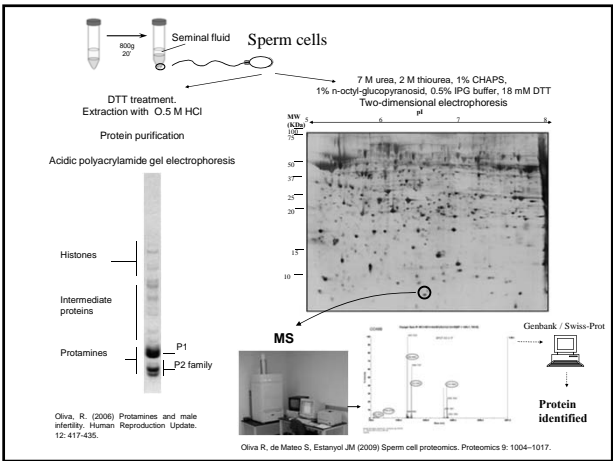 800g
20'
Seminal fluid
Sperm cells
DTT treatment.
Extraction with O.5 M HCl
Protein purification
Acidic polyacrylamide gel electrophoresis
Histones
Intermediate
proteins
Protamines
P1
P2 family
Oliva, R. (2006) Protamines and male
infertility. Human Reproduction Update.
12: 417-435.
7 M urea, 2 M thiourea, 1% CHAPS,
1% n-octyl-glucopyranosid, 0.5% IPG buffer, 18 mM DTT
Two-dimensional electrophoresis
pI
MW
(KDa)
5 6 7 8
100
75
50
37
25
20
15
10
MS
Genbank / Swiss-Prot
Protein
identified
Oliva R, de Mateo S, Estanyol JM (2009) Sperm cell proteomics. Proteomics 9: 1004–1017.